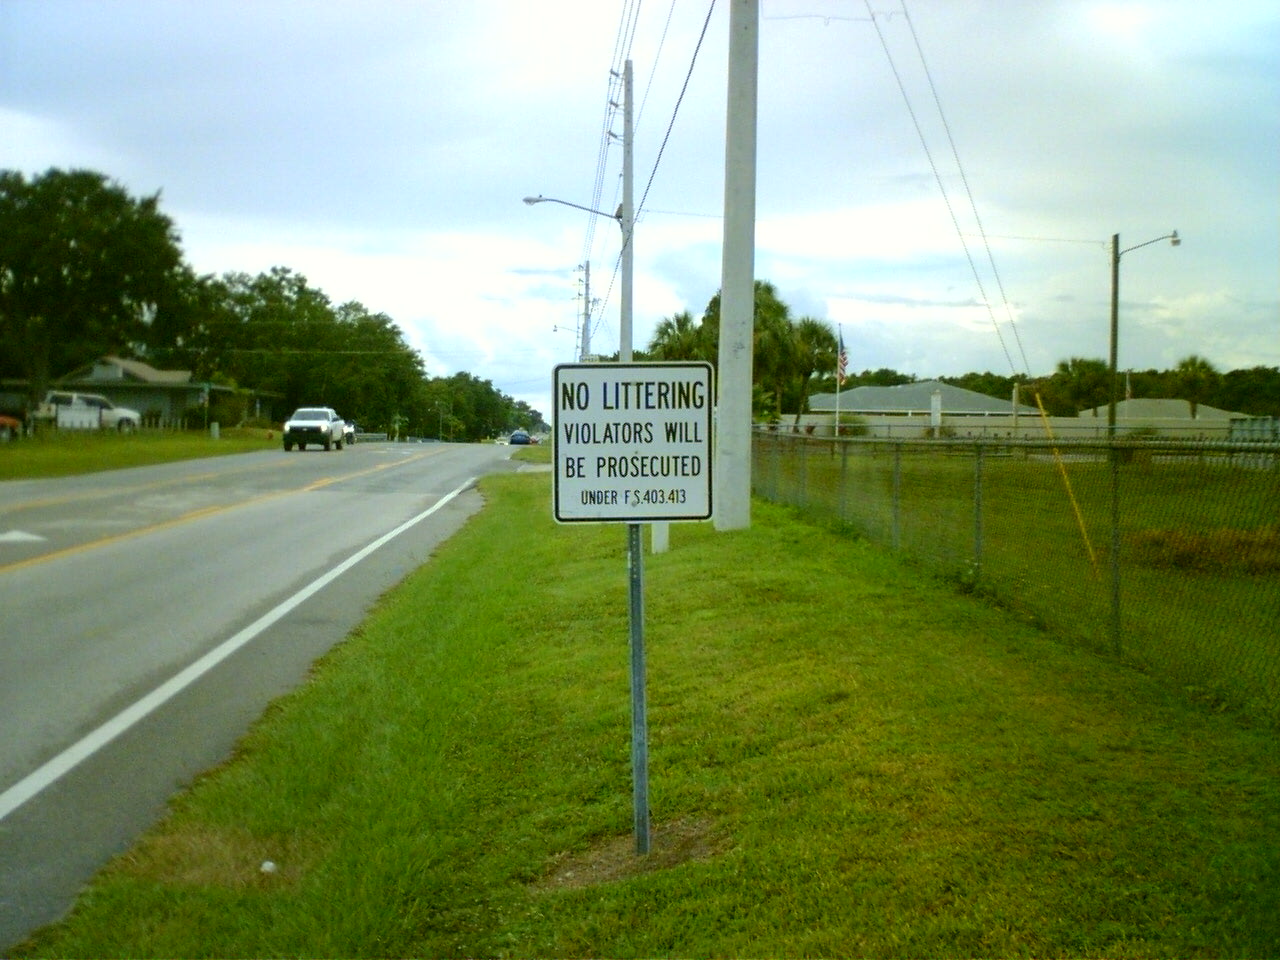 NO LITTERING
VIOLATORS WILL
BE PROSECUTED
UNDER F.S.403.413